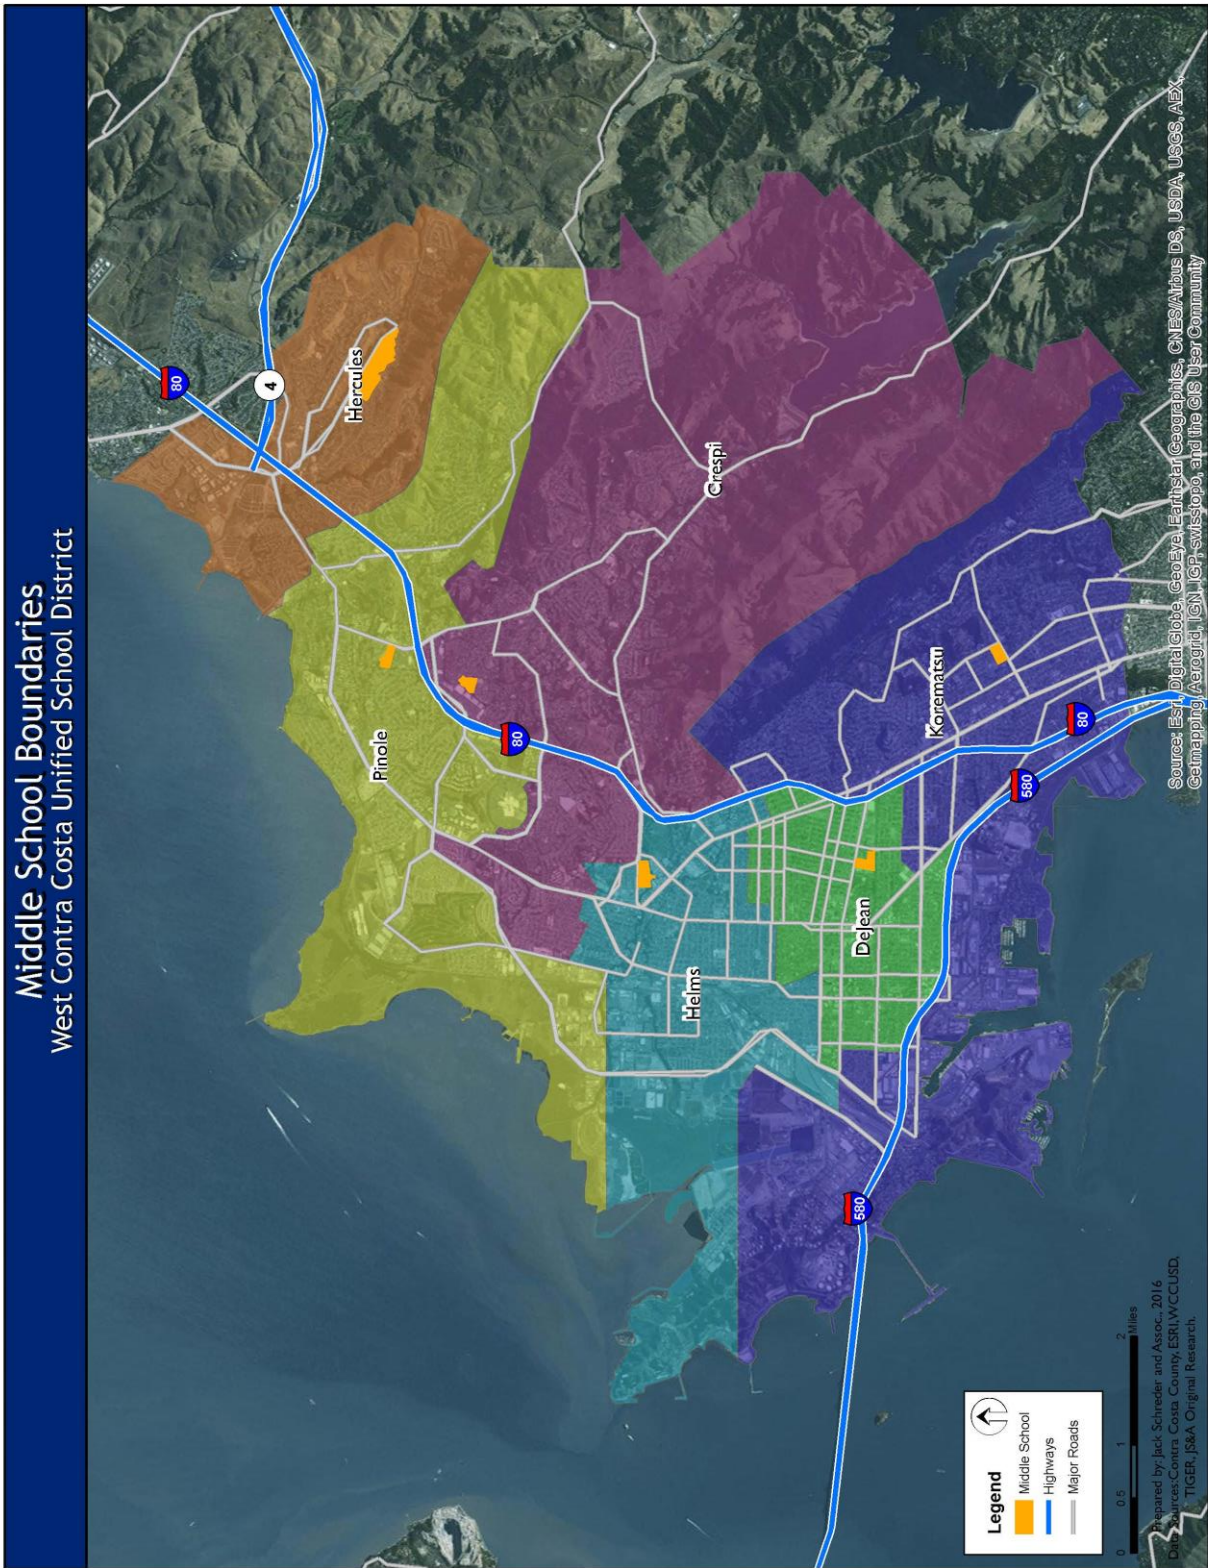 Middle School Boundaries
West Contra Costa Unified School District
80
4
Hercules
Pinole
80
Crespi
Helms
DeJean
Korematsu
80
580
580
Legend
Middle School
Highways
Major Roads
0 0.5 1 2
Miles
Prepared by: Jack Schreder and Assoc., 2016
Data Sources:Contra Costa County, ESRI,WCCUSD,
TIGER, JS&A Original Research.
Source: Esri, DigitalGlobe, GeoEye, Earthstar Geographics, CNES/Airbus DS, USDA, USGS, AEX,
Getmapping, Aerogrid, IGN, IGP, swisstopo, and the GIS User Community